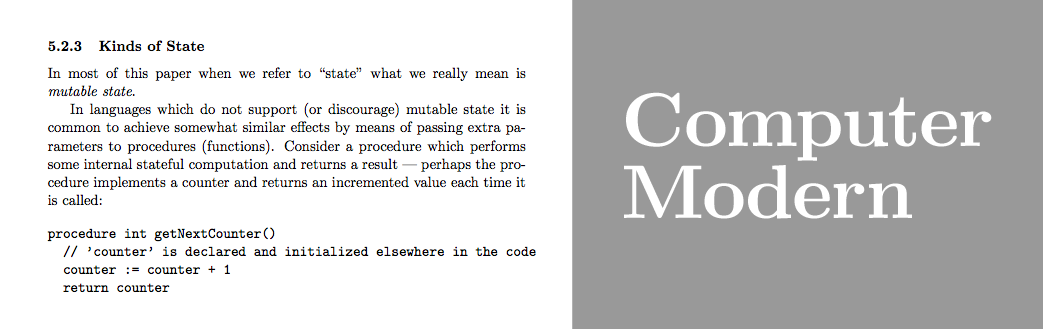 5.2.3 Kinds of State
In most of this paper when we refer to “state” what we really mean is
mutable state.
In languages which do not support (or discourage) mutable state it is
common to achieve somewhat similar effects by means of passing extra pa-
rameters to procedures (functions). Consider a procedure which performs
some internal stateful computation and returns a result — perhaps the pro-
cedure implements a counter and returns an incremented value each time it
is called:
procedure int getNextCounter()
// ’counter’ is declared and initialized elsewhere in the code
counter := counter + 1
return counter
Computer
Modern